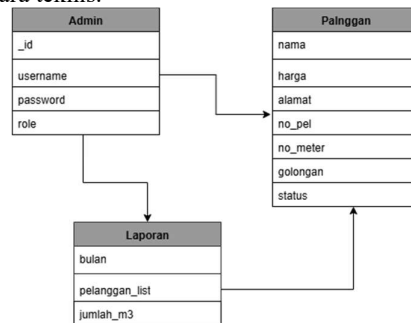 Admin
_id
username
password
role
Palnggan
nama
harga
alamat
no_pel
no_meter
golongan
status
Laporan
bulan
pelanggan_list
jumlah_m3